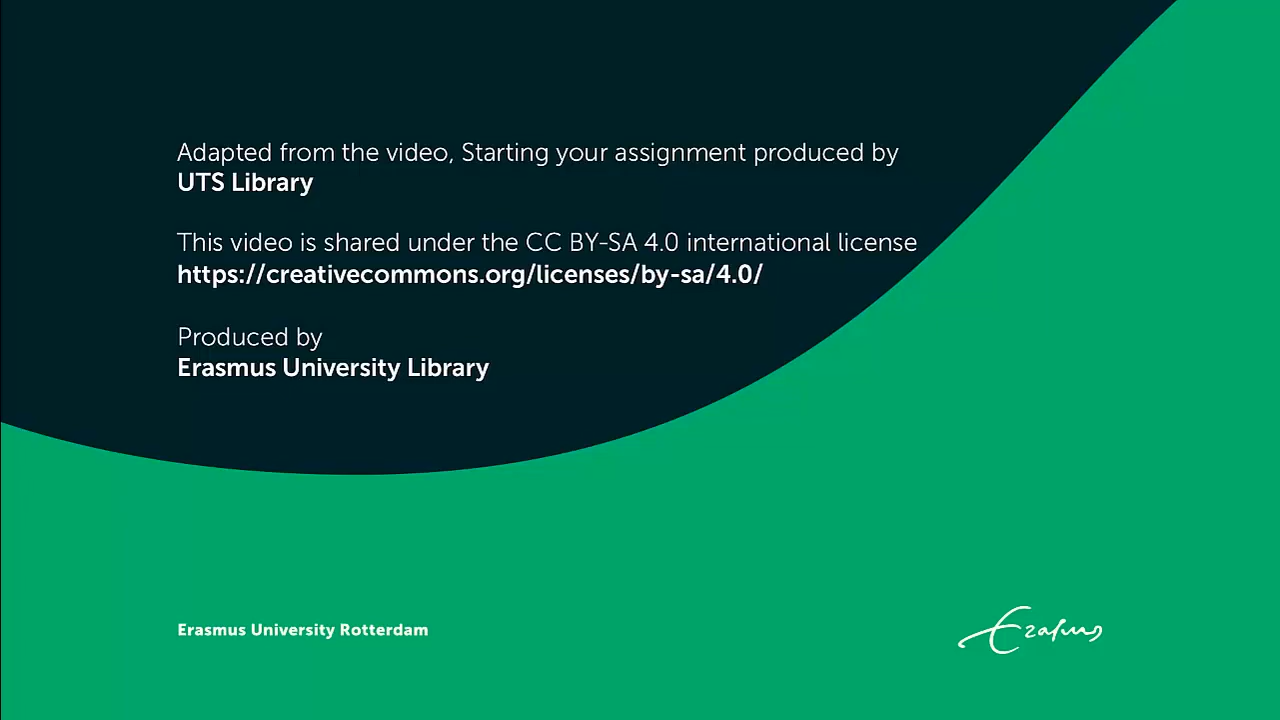 Adapted from the video, Starting your assignment produced by
UTS Library
This video is shared under the CC BY-SA 4.0 international license
https://creativecommons.org/licenses/by-sa/4.0/
Produced by
Erasmus University Library
Erasmus University Rotterdam
Erasmus